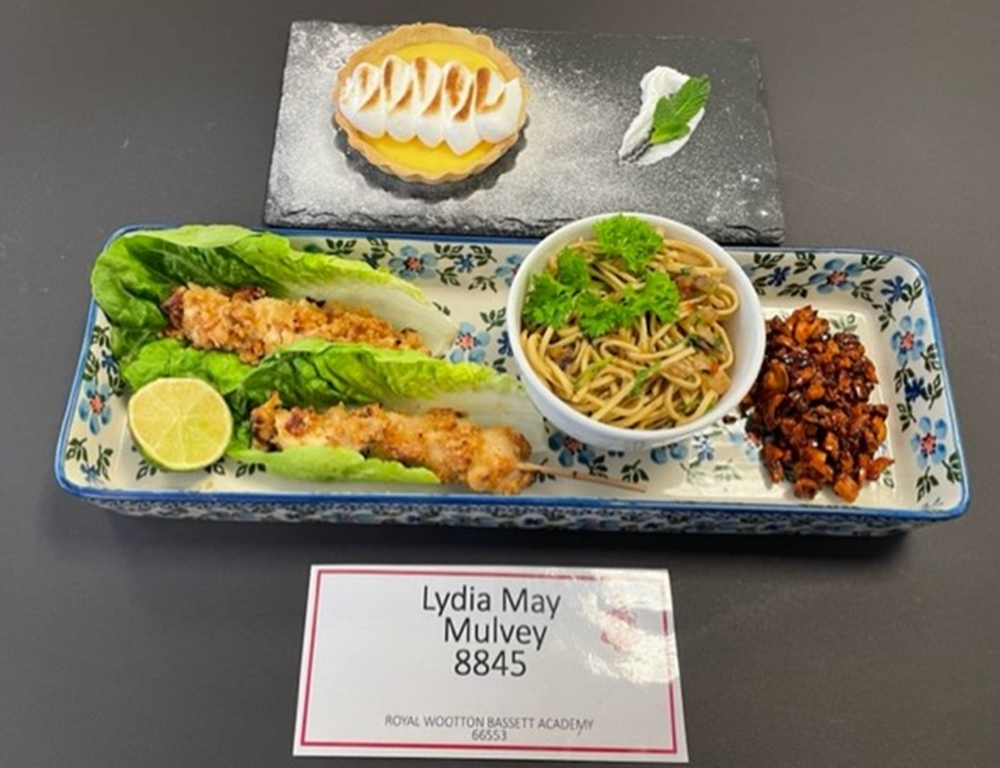 Lydia May
Mulvey
8845
ROYAL WOOTTON BASSETT ACADEMY
66553